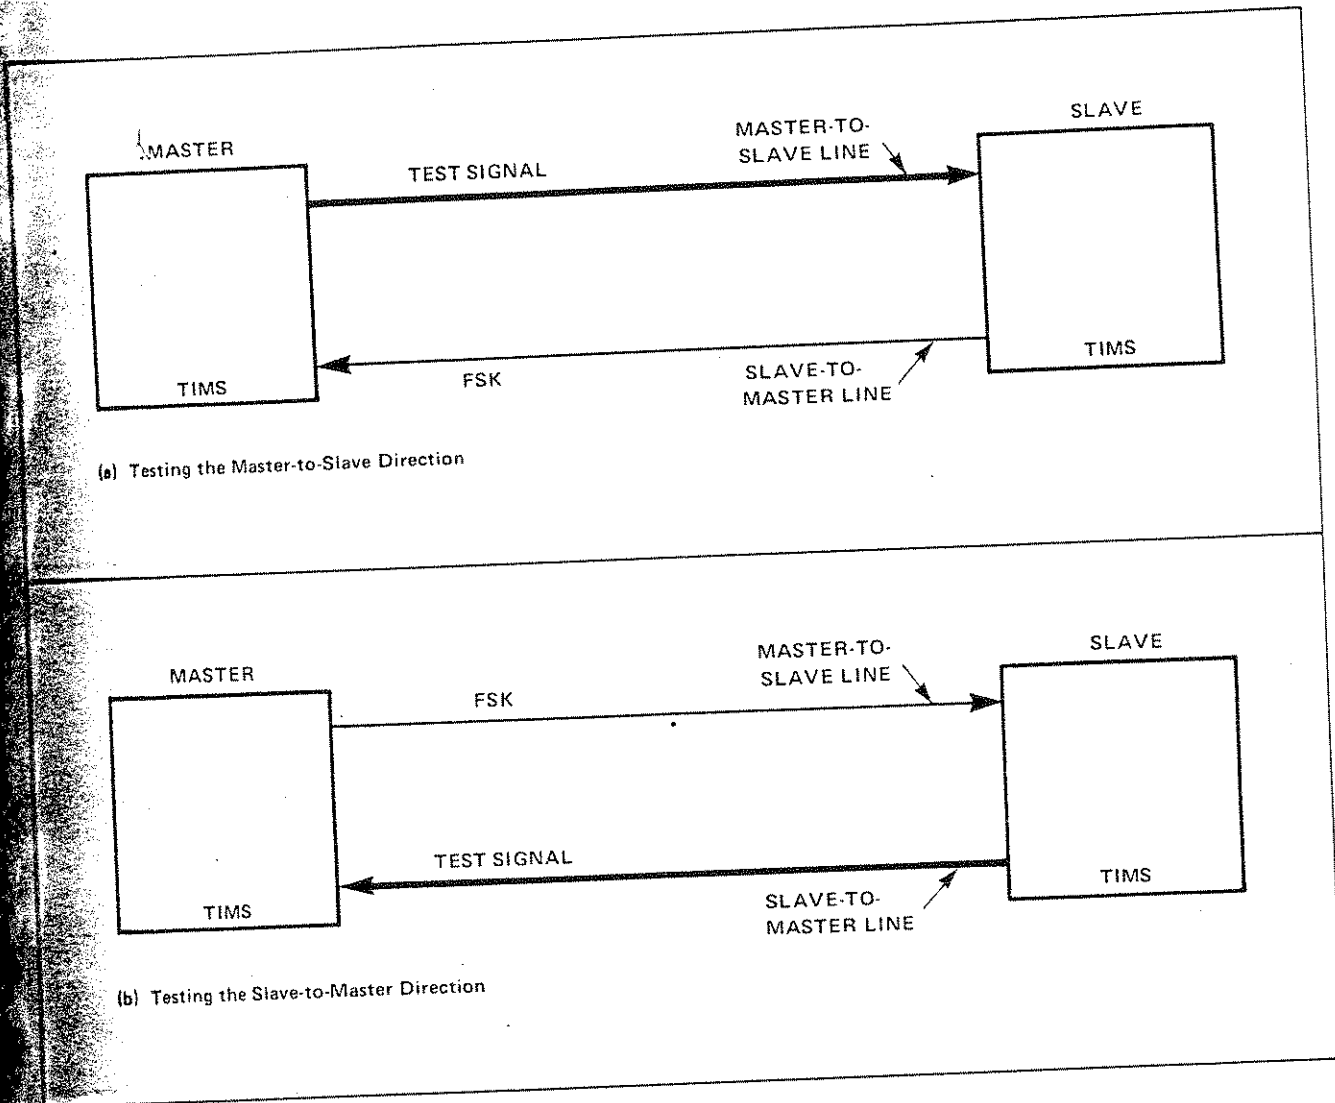 MASTER
TEST SIGNAL
MASTER-TO-
SLAVE LINE
SLAVE
TIMS
FSK
SLAVE-TO-
MASTER LINE
TIMS
(a) Testing the Master-to-Slave Direction
MASTER
FSK
MASTER-TO-
SLAVE LINE
SLAVE
TIMS
TEST SIGNAL
SLAVE-TO-
MASTER LINE
TIMS
(b) Testing the Slave-to-Master Direction